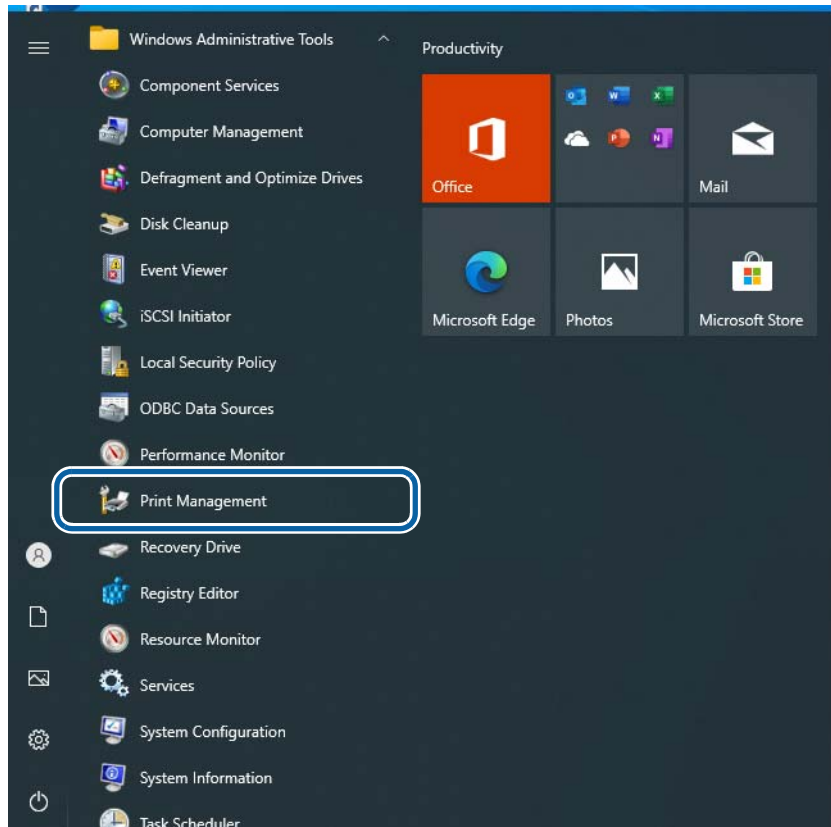 Windows Administrative Tools
Component Services
Computer Management
Defragment and Optimize Drives
Disk Cleanup
Event Viewer
iSCSI Initiator
Local Security Policy
ODBC Data Sources
Performance Monitor
Print Management
Recovery Drive
Registry Editor
Resource Monitor
Services
System Configuration
System Information
Task Scheduler
Productivity
Office
Mail
Microsoft Edge
Photos
Microsoft Store